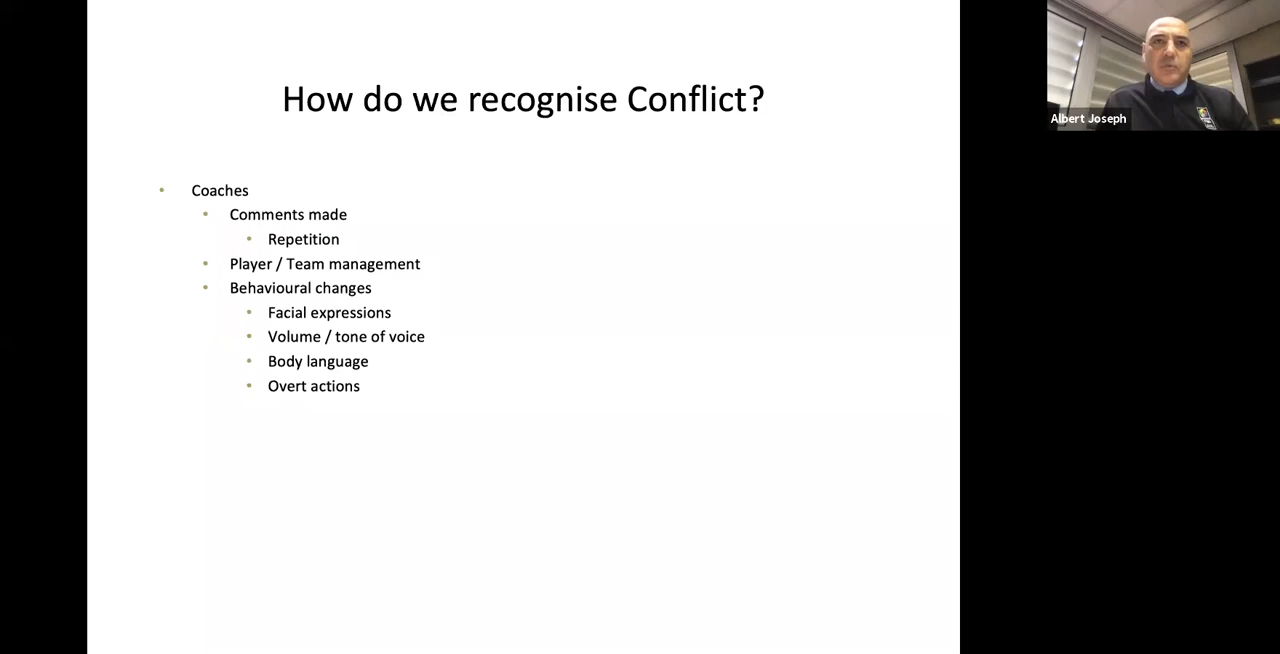 How do we recognise Conflict?
Albert Joseph
• Coaches
• Comments made
• Repetition
• Player / Team management
• Behavioural changes
• Facial expressions
• Volume / tone of voice
• Body language
• Overt actions